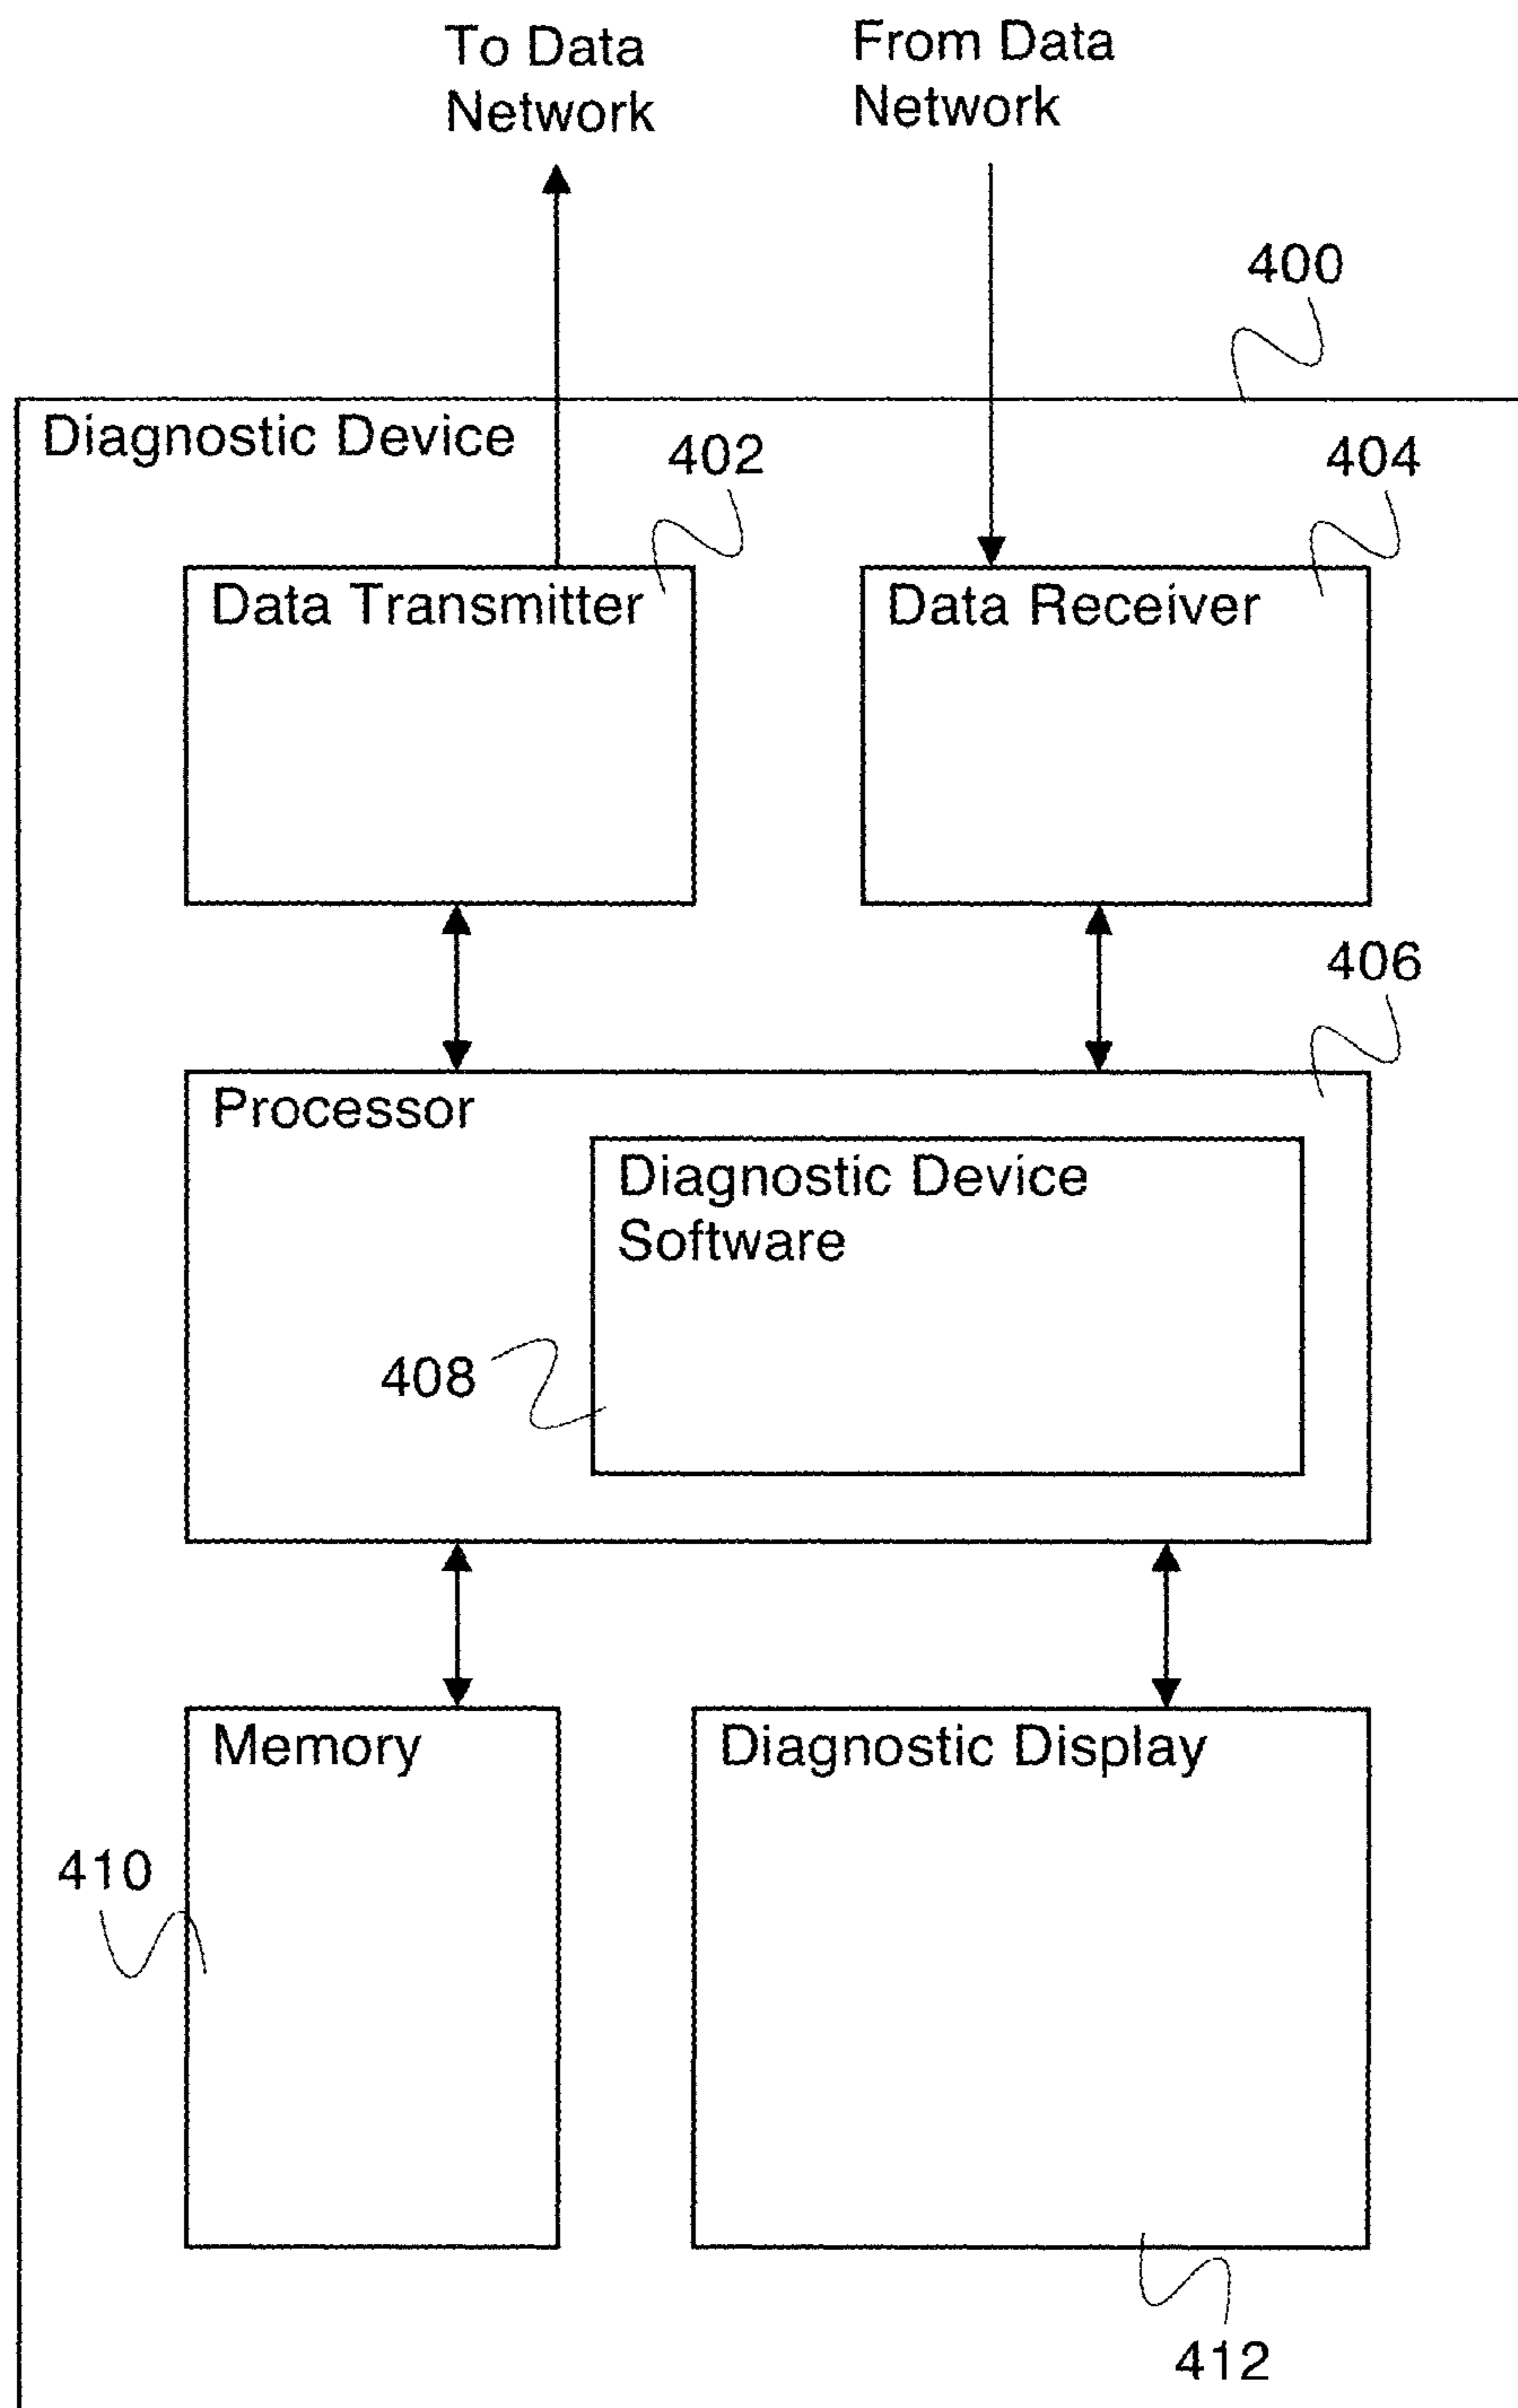 To Data
Network
From Data
Network
400
Diagnostic Device
402
404
Data Transmitter
Data Receiver
406
Processor
Diagnostic Device
Software
408
Memory
Diagnostic Display
410
412